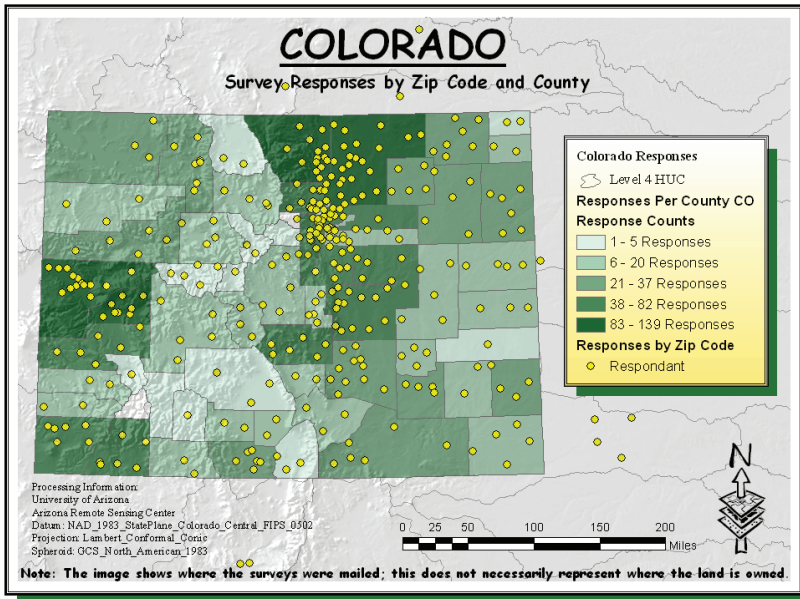 COLORADO
Survey Responses by Zip Code and County
Colorado Responses
Level 4 HUC
Responses Per County CO
Response Counts
1 - 5 Responses
6 - 20 Responses
21 - 37 Responses
38 - 82 Responses
83 - 139 Responses
Responses by Zip Code
Respondant
Processing Information:
University of Arizona
Arizona Remote Sensing Center
Datum: NAD_1983_StatePlane_Colorado_Central_FIPS_0502
Projection: Lambert_Conformal_Conic
Spheroid: GCS_North_American_1983
N
0 25 50 100 150 200
Miles
Note: The image shows where the surveys were mailed; this does not necessarily represent where the land is owned.